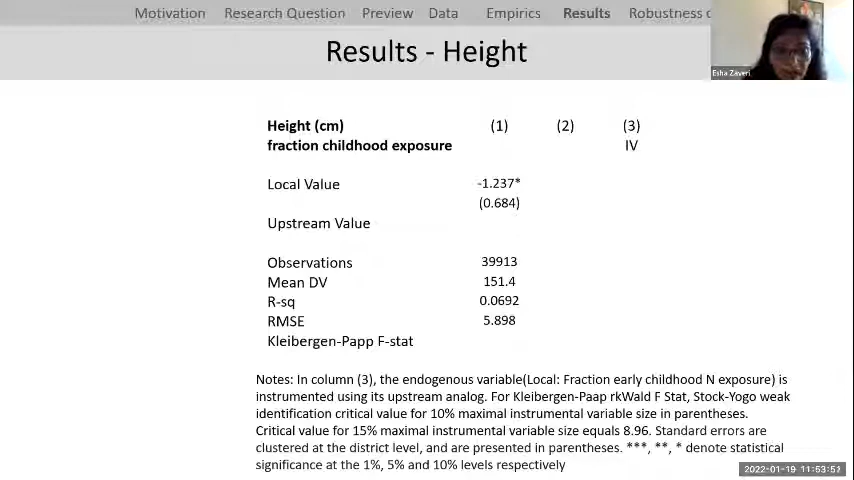 Motivation Research Question Preview Data Empirics Results Robustness
Results - Height
Esha Zaveri
Height (cm) (1) (2) (3)
fraction childhood exposure IV
Local Value -1.237*
(0.684)
Upstream Value
Observations 39913
Mean DV 151.4
R-sq 0.0692
RMSE 5.898
Kleibergen-Papp F-stat
Notes: In column (3), the endogenous variable(Local: Fraction early childhood N exposure) is
instrumented using its upstream analog. For Kleibergen-Paap rkWald F Stat, Stock-Yogo weak
identification critical value for 10% maximal instrumental variable size in parentheses.
Critical value for 15% maximal instrumental variable size equals 8.96. Standard errors are
clustered at the district level, and are presented in parentheses. ***, **, * denote statistical
significance at the 1%, 5% and 10% levels respectively